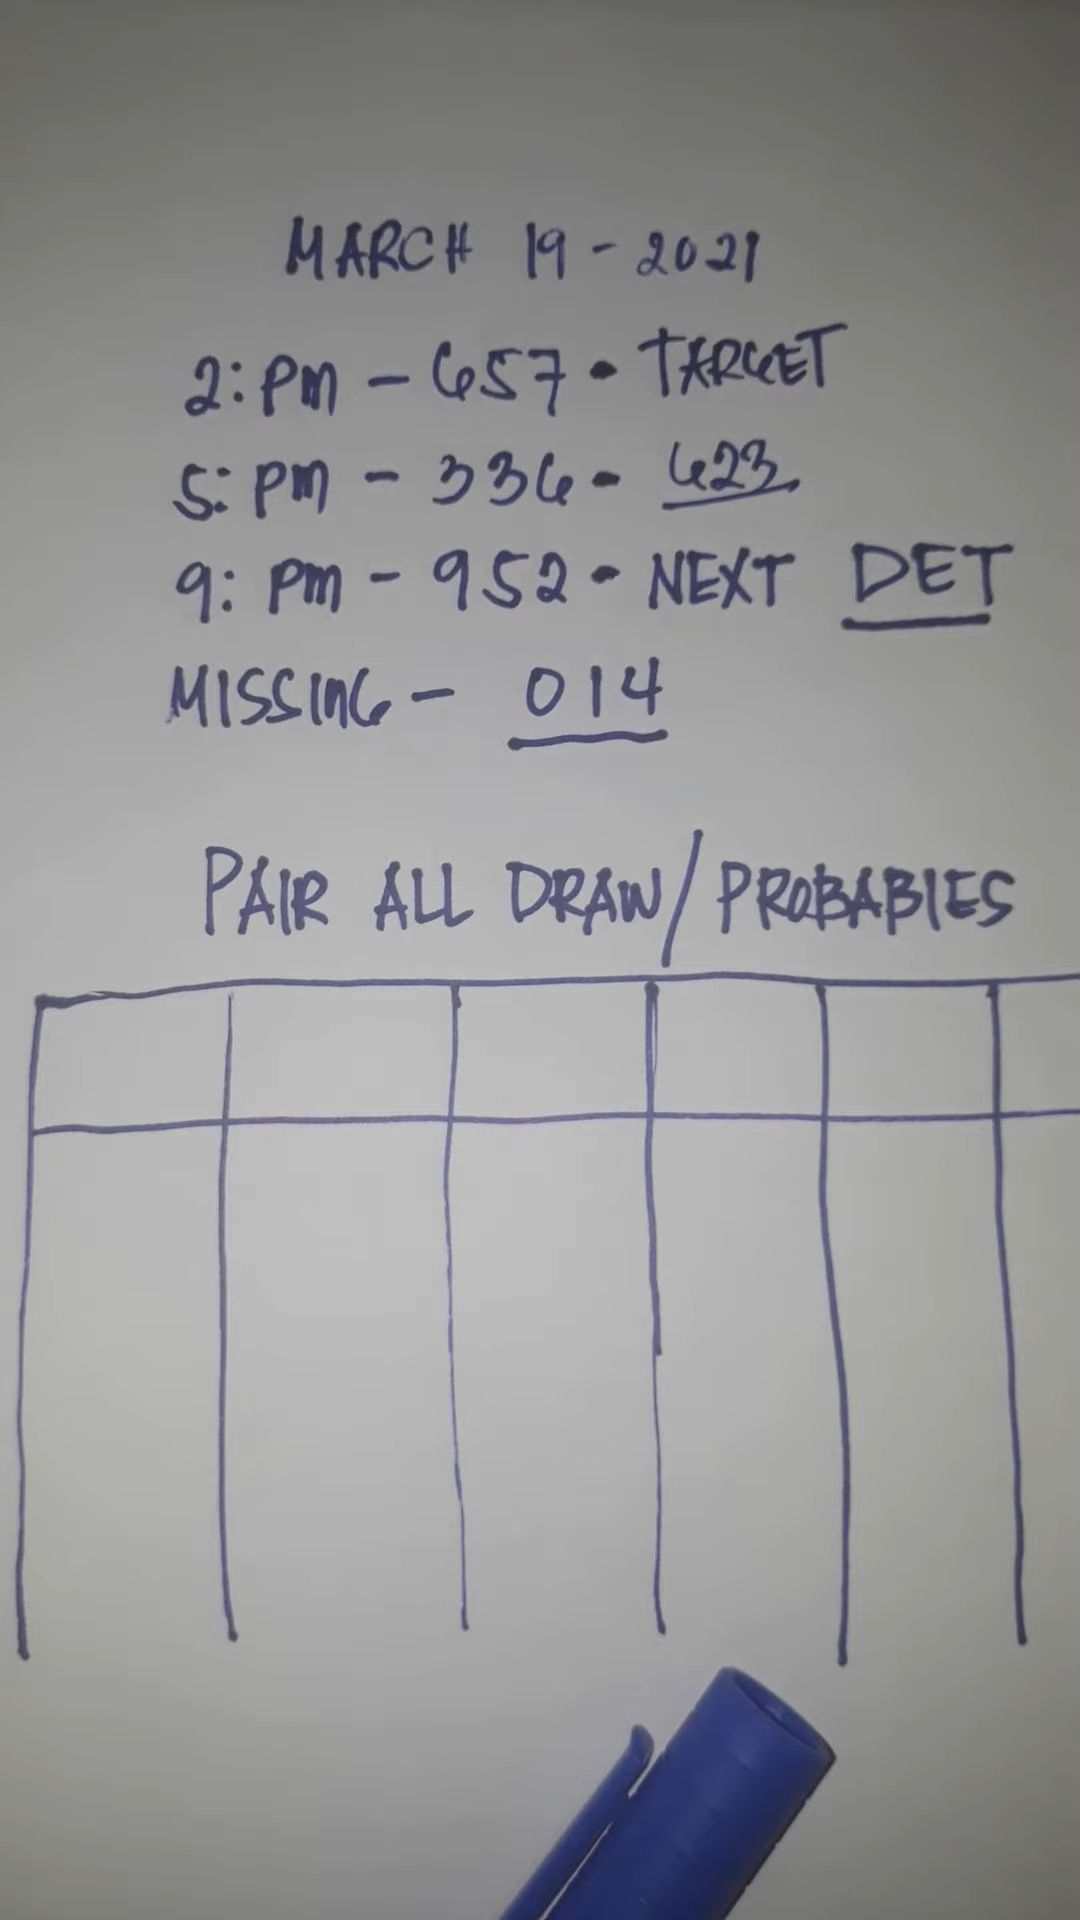 MARCH 19 - 2021
2: PM - 657 • TARGET
5: PM - 336 - 623
9: PM - 952 - NEXT DET
MISSING - 014
PAIR ALL DRAW/PROBABIES